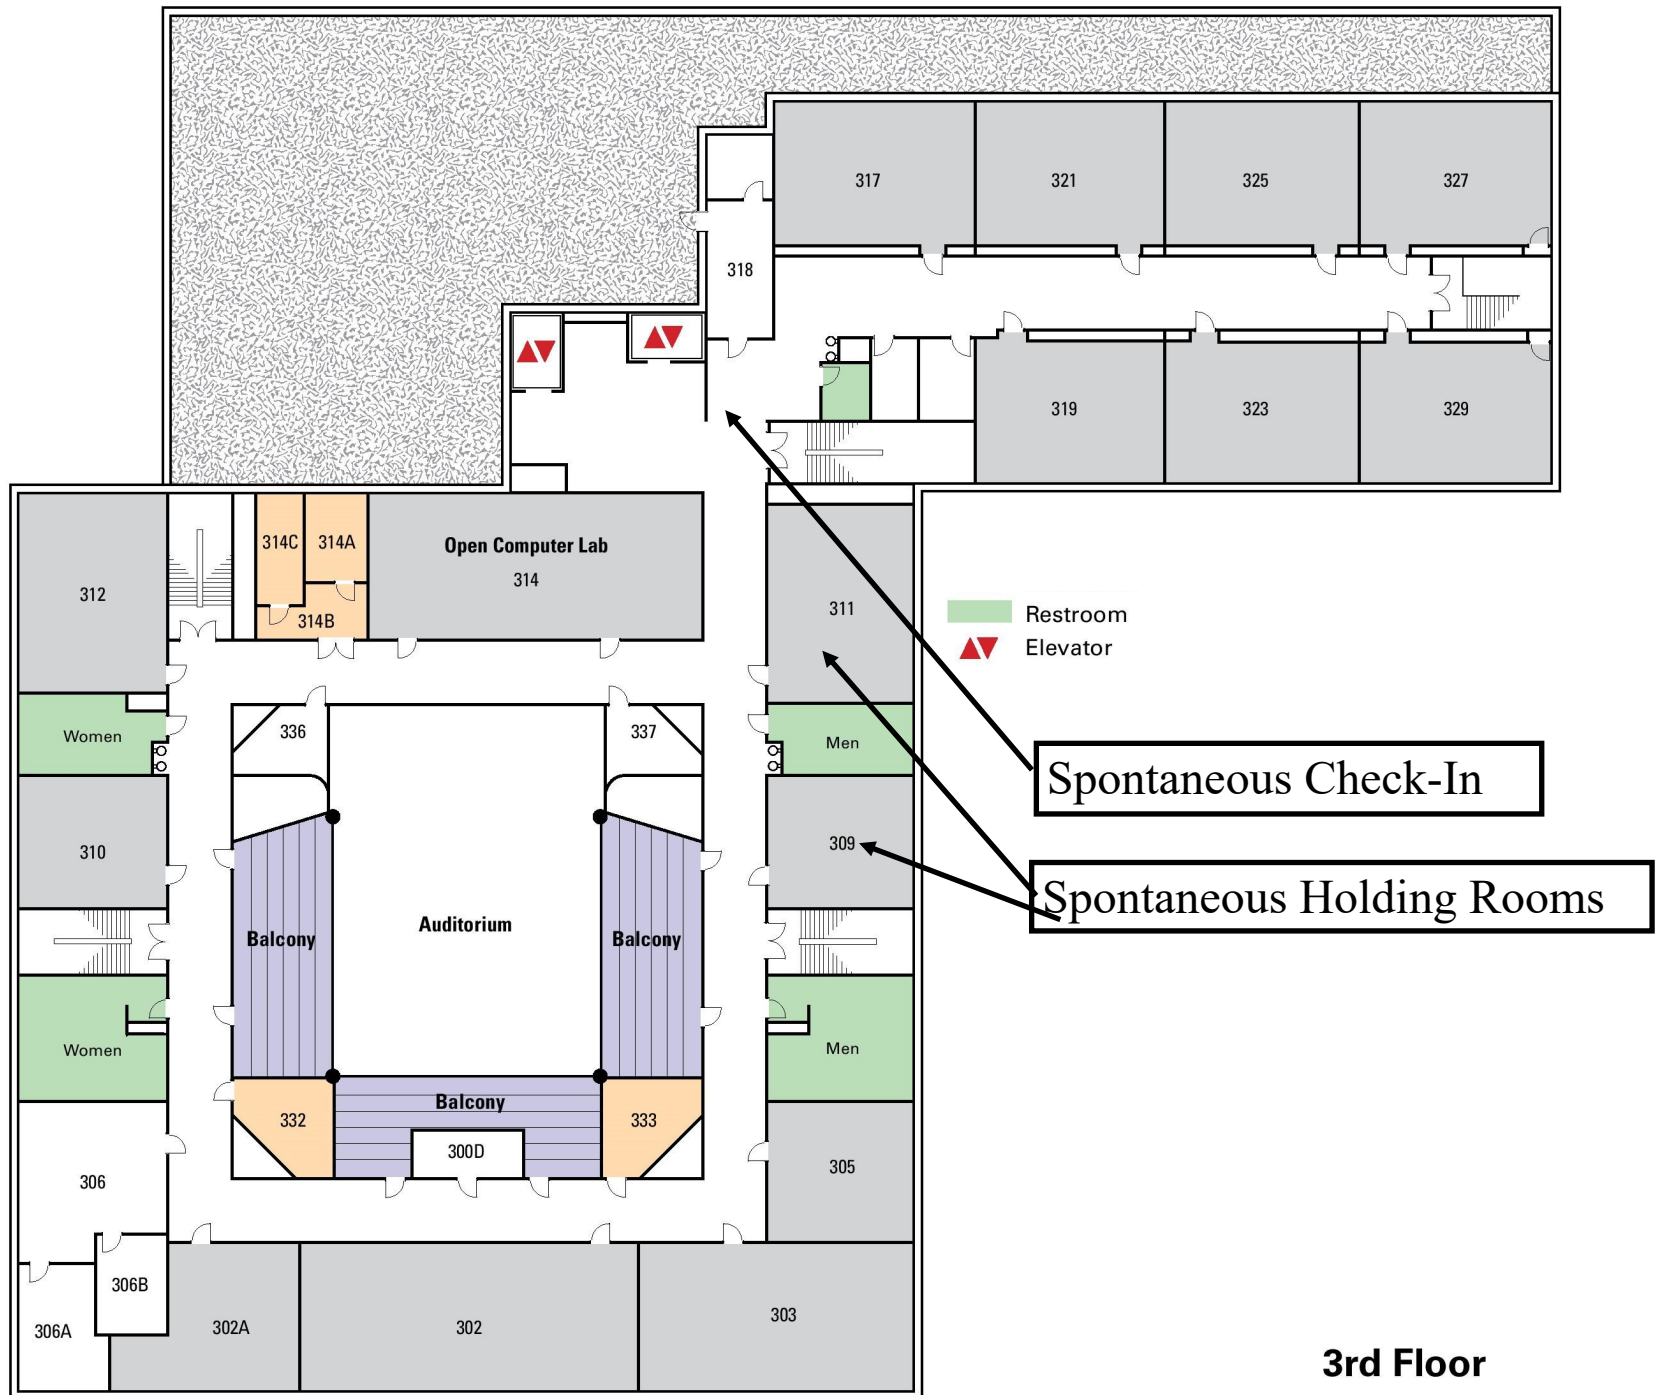 317
321
325
327
318
319
323
329
312
314C
314A
Open Computer Lab
314
314B
311
Restroom
Elevator
Women
336
337
Men
Spontaneous Check-In
310
309
Spontaneous Holding Rooms
Balcony
Auditorium
Balcony
Women
Men
Balcony
332
333
300D
306
305
306B
306A
302A
302
303
3rd Floor